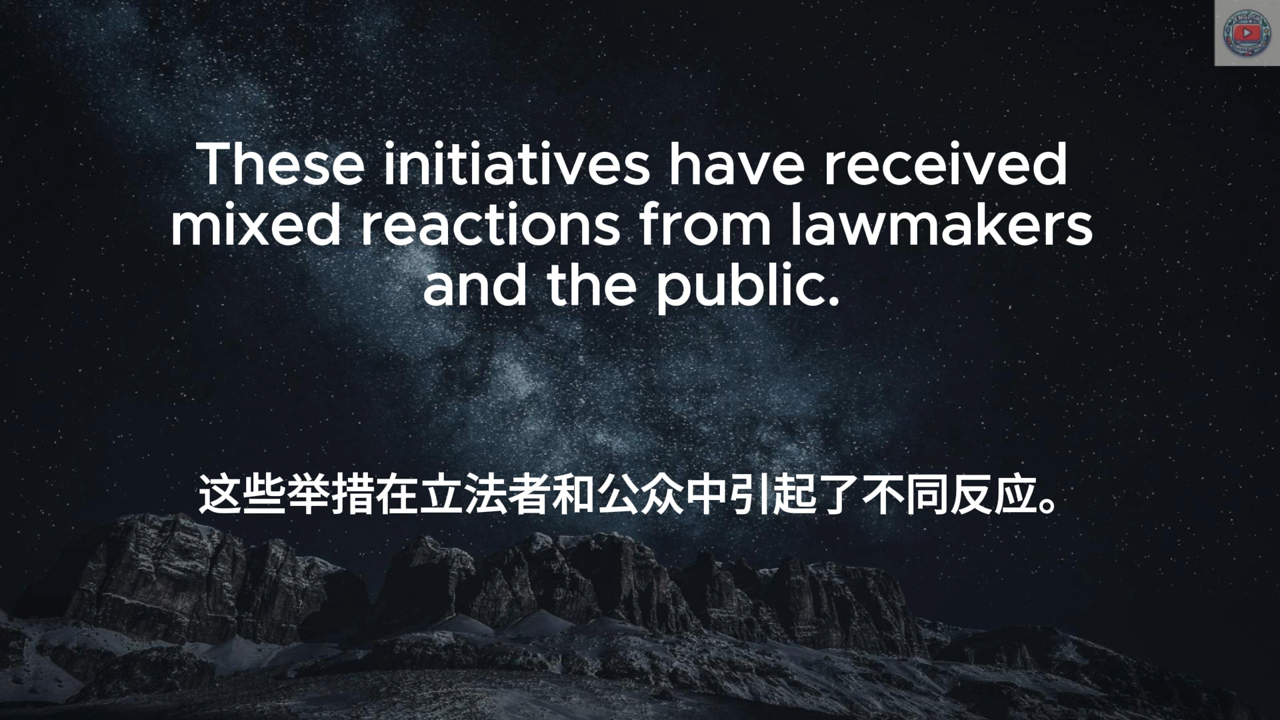 These initiatives have received
mixed reactions from lawmakers
and the public.
这些举措在立法者和公众中引起了不同反应。